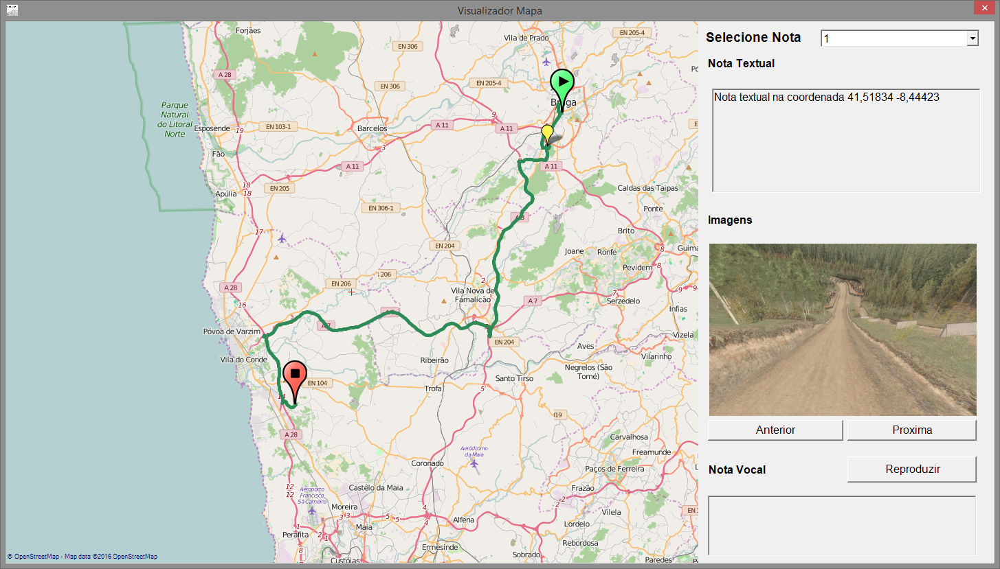 Visualizador Mapa
Forjães
EN 306
Vila de Prado
EN 205-4
A 28
EN 306
EN 205-4
Braga
Parque
Natural
do Litoral
Norte
Esposende
19
EN 103-1
Barcelos
3
A 11
9
A 11
Fão
A 11
A 11
18
18
EN 205
Apúlia
Caldas das Taipas
EN 306-1
Ponte
17
Brito
EN 204
Joane
Ronfe
8
Pevidem
8
206
EN 206
2
A 28
Vila Nova de
Famalicão
A 7
7
Serzedelo
9
16
Infias
Póvoa de Varzim
EN 204
Vizela
Aves
Vila do Conde
Ribeirão
Vilarinho
Negrelos (São
Tomé)
Santo Tirso
EN 104
Trofa
5
A 28
Carvalhosa
Aeródromo
da Maia
Freamunde
Coronado
Paços de Ferreira
12
12
Castêlo da Maia
Frazão
Aeroporto
Francisco
Sá Carneiro
2
2
Moreira
3
3
5
5
4
4
Alfena
Vilela
Maia
Lordelo
Perafita
1
2
1
8
Ermesinde
Rebordosa
Sobrado
Custóias
Paredes
© OpenStreetMap - Map data ©2016 OpenStreetMap
Selecione Nota
1
Nota Textual
Nota textual na coordenada 41,51834 -8,44423
Imagens
Anterior
Proxima
Nota Vocal
Reproduzir